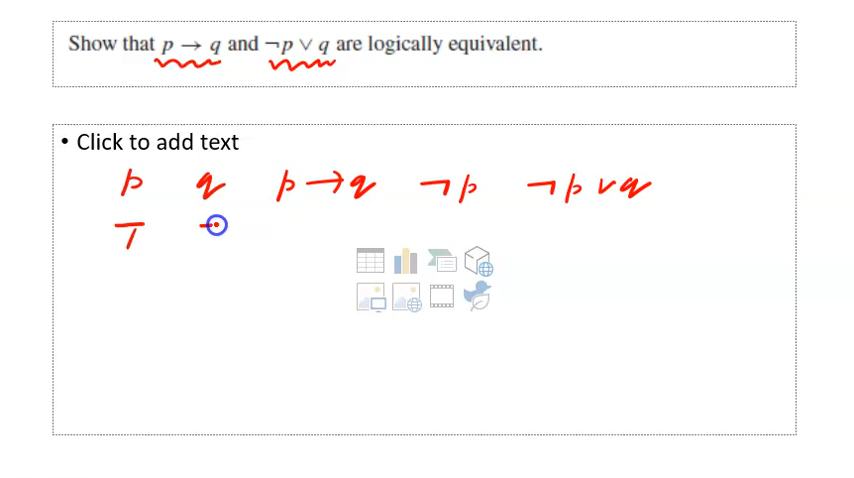 Show that p → q and ¬p ∨ q are logically equivalent.
• Click to add text
p q p → q ¬p ¬p ∨ q
T